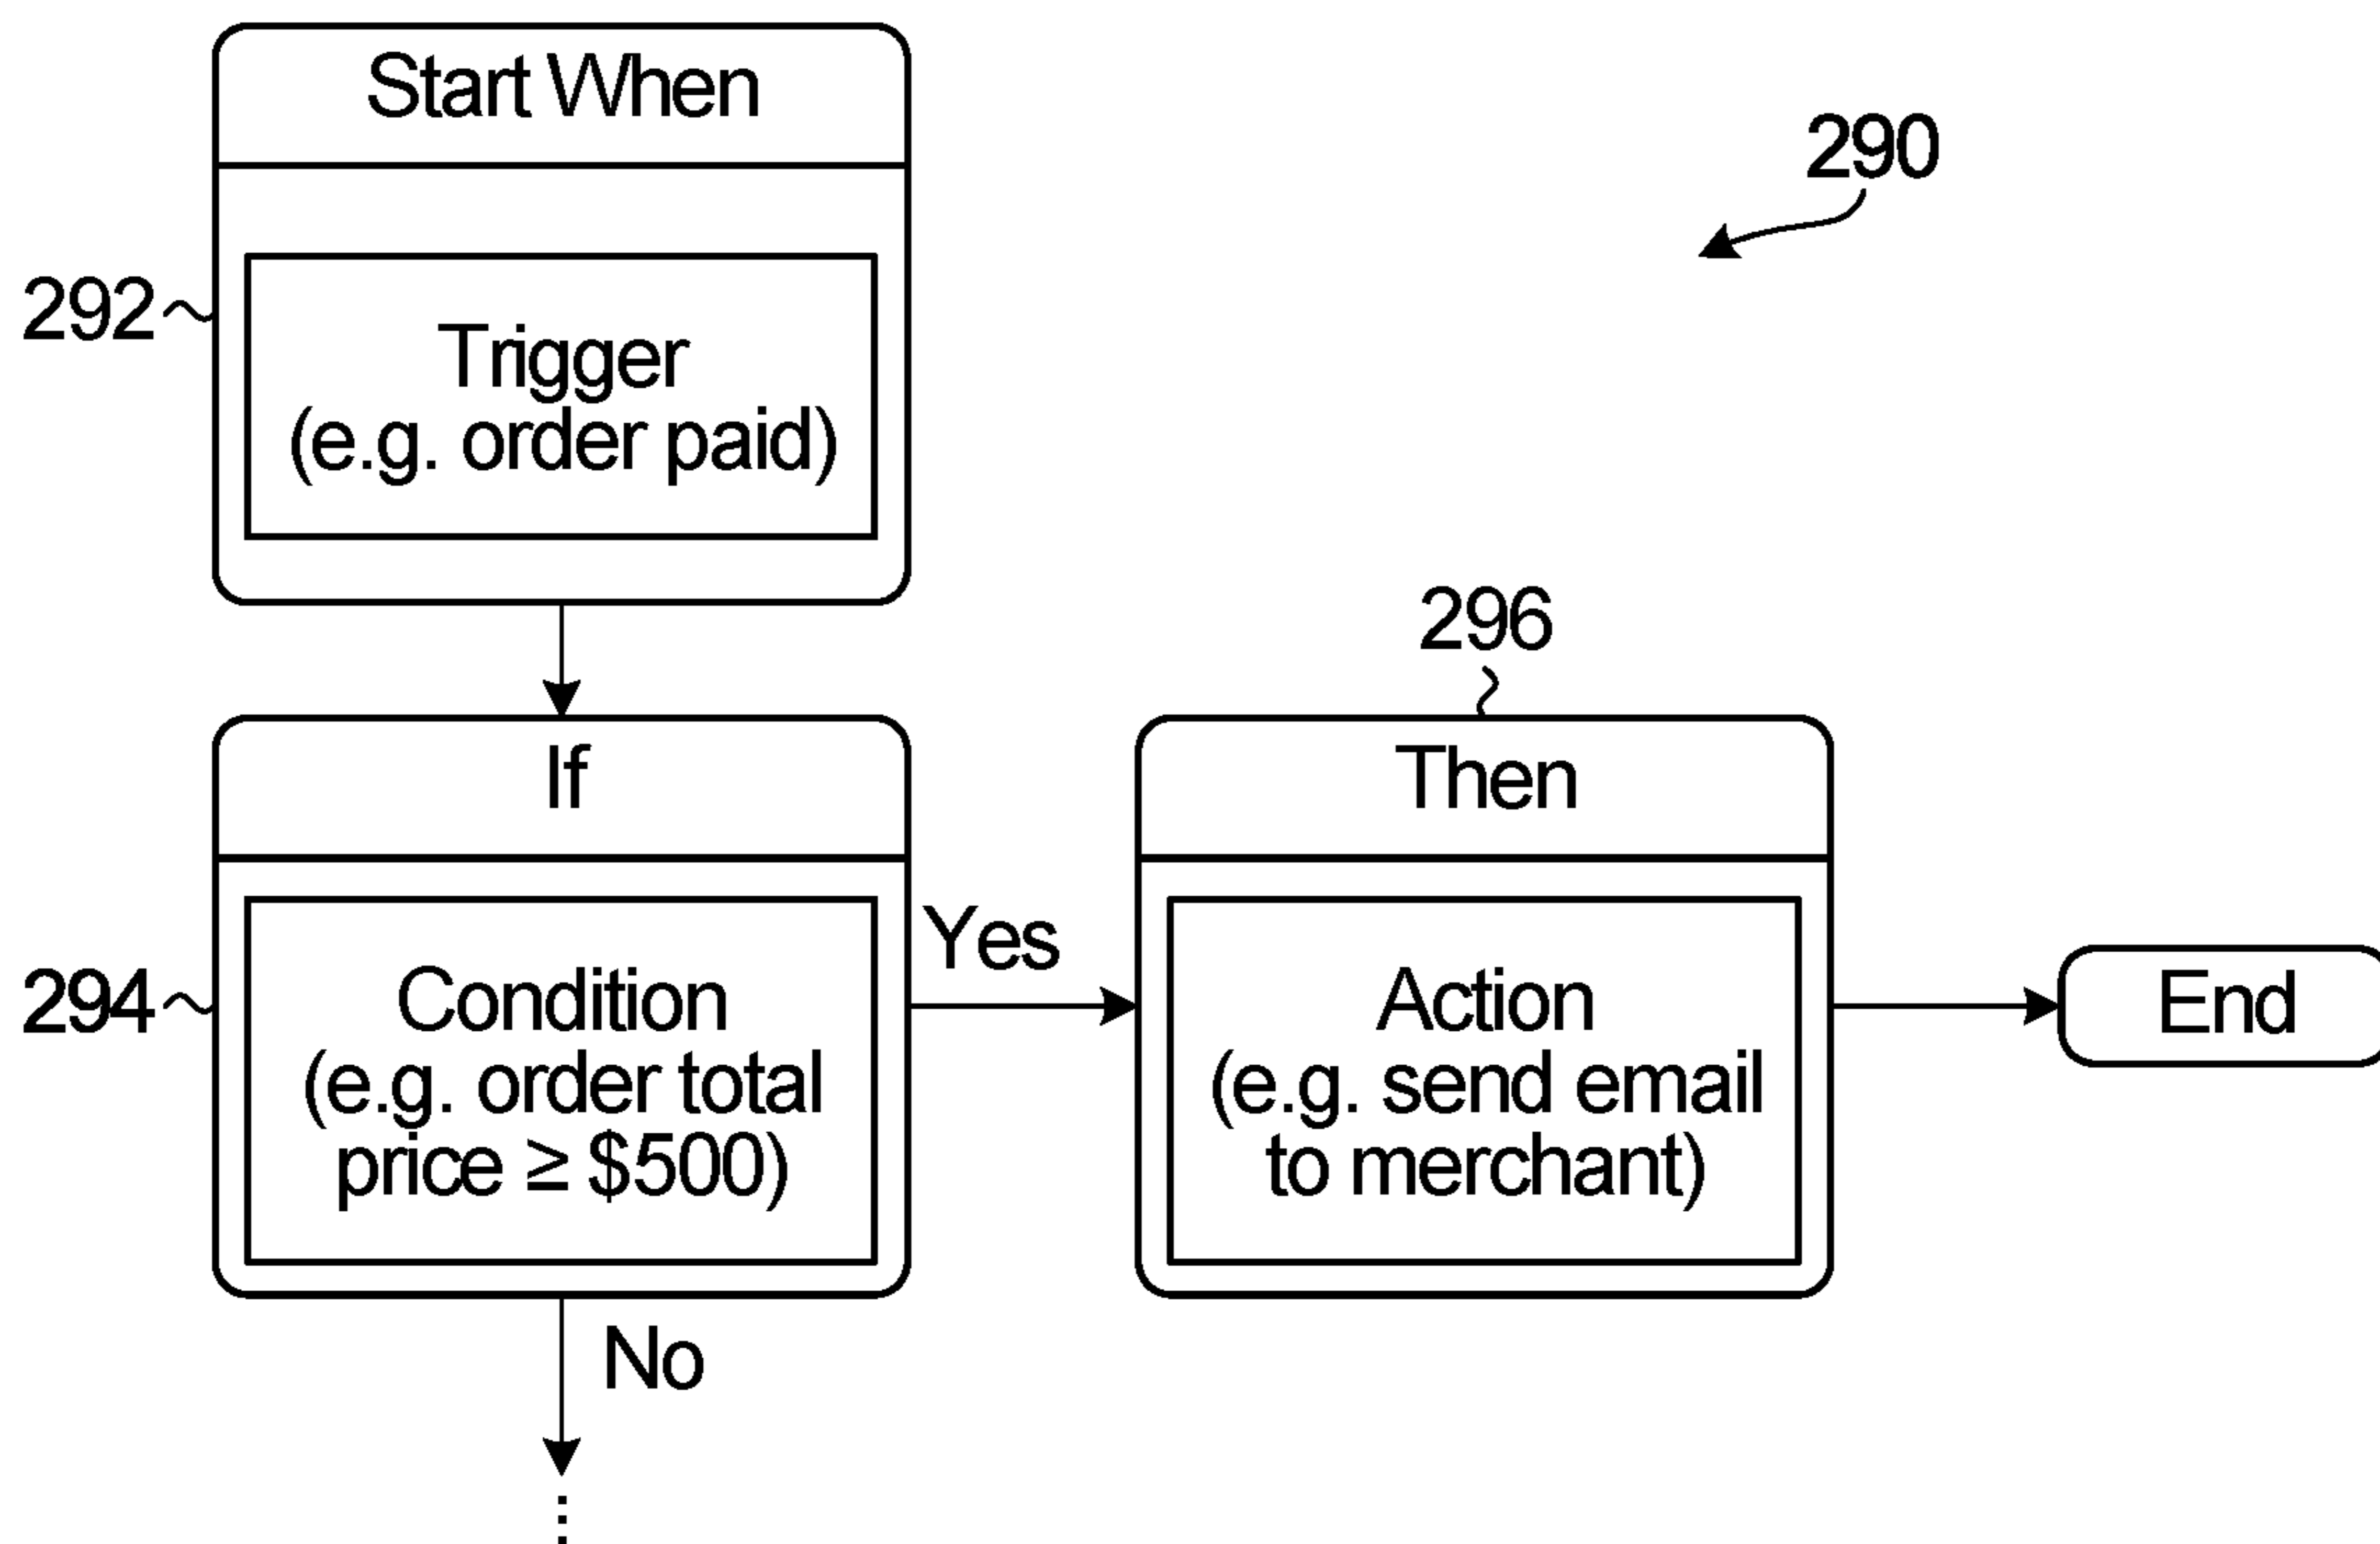 Start When
290
292
Trigger
(e.g. order paid)
296
If
Then
294
Condition
(e.g. order total
price ≥ $500)
Yes
Action
(e.g. send email
to merchant)
End
No